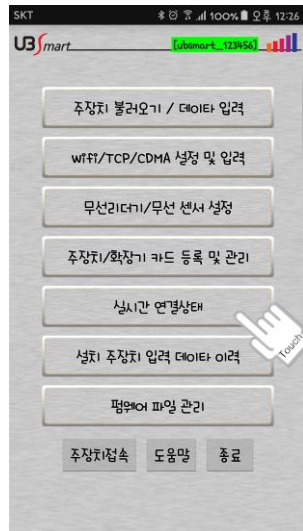 SKT 100% 오후 12:26
UBSmart [ubsmart_123456]
주장치 불러오기 / 데이타 입력
wifi/TCP/CDMA 설정 및 입력
무선리더기/무선 센서 설정
주장치/확장기 카드 등록 및 관리
실시간 연결상태
Touch
설치 주장치 입력 데이타 이력
펌웨어 파일 관리
주장치접속 도움말 종료